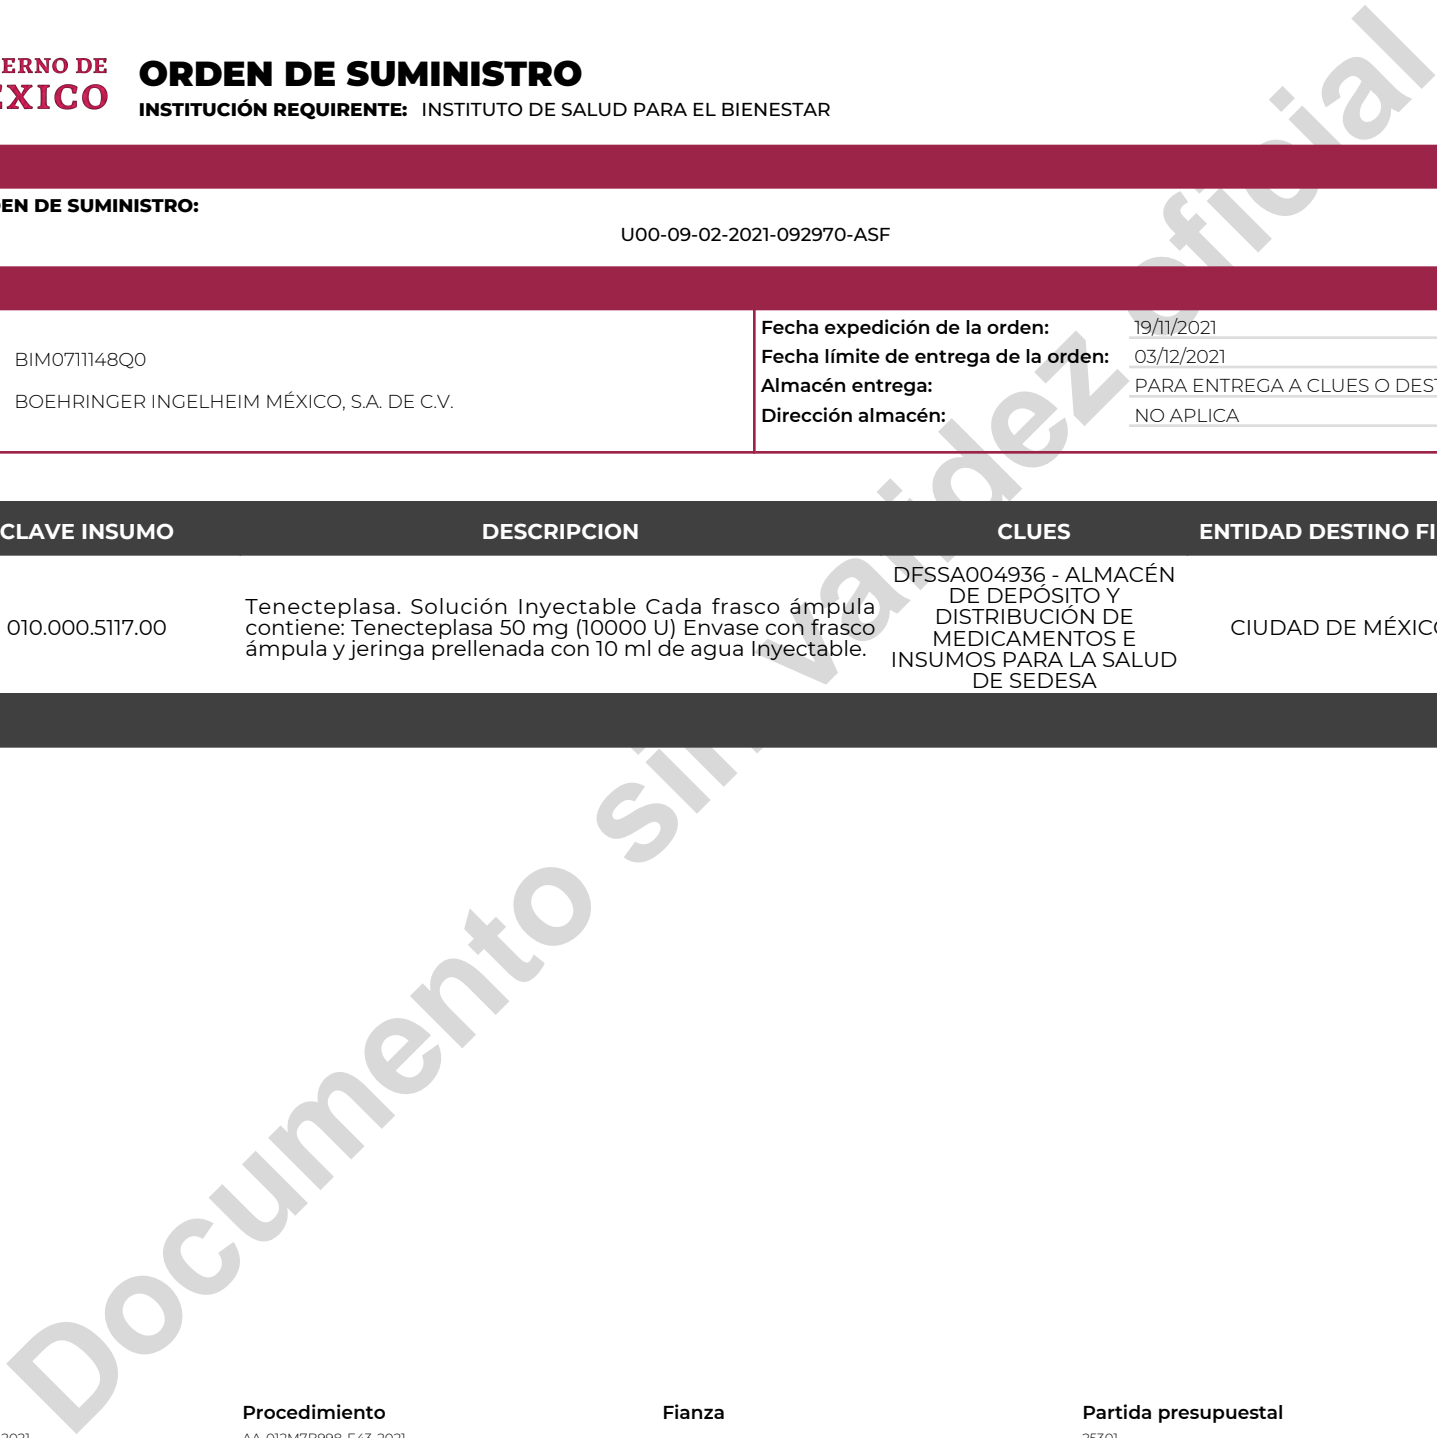 ERNO DE
ÉXICO
ORDEN DE SUMINISTRO
INSTITUCIÓN REQUIRENTE: INSTITUTO DE SALUD PARA EL BIENESTAR
EN DE SUMINISTRO:
U00-09-02-2021-092970-ASF
BIM0711148Q0
BOEHRINGER INGELHEIM MÉXICO, S.A. DE C.V.
Fecha expedición de la orden: 19/11/2021
Fecha límite de entrega de la orden: 03/12/2021
Almacén entrega: PARA ENTREGA A CLUES O DEST
Dirección almacén: NO APLICA
CLAVE INSUMO DESCRIPCION CLUES ENTIDAD DESTINO FI
010.000.5117.00
Tenecteplasa. Solución Inyectable Cada frasco ámpula
contiene: Tenecteplasa 50 mg (10000 U) Envase con frasco
ámpula y jeringa prellenada con 10 ml de agua Inyectable.
DFSSA004936 - ALMACÉN
DE DEPÓSITO Y
DISTRIBUCIÓN DE
MEDICAMENTOS E
INSUMOS PARA LA SALUD
DE SEDESA
CIUDAD DE MÉXICO
Documento sin validez oficial
Procedimiento Fianza Partida presupuestal